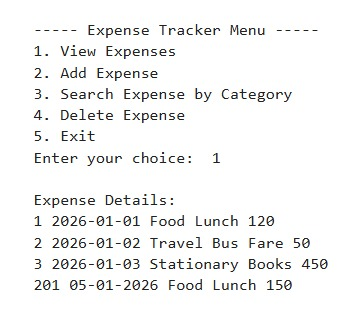 ----- Expense Tracker Menu -----
1. View Expenses
2. Add Expense
3. Search Expense by Category
4. Delete Expense
5. Exit
Enter your choice:  1
Expense Details:
1 2026-01-01 Food Lunch 120
2 2026-01-02 Travel Bus Fare 50
3 2026-01-03 Stationary Books 450
201 05-01-2026 Food Lunch 150